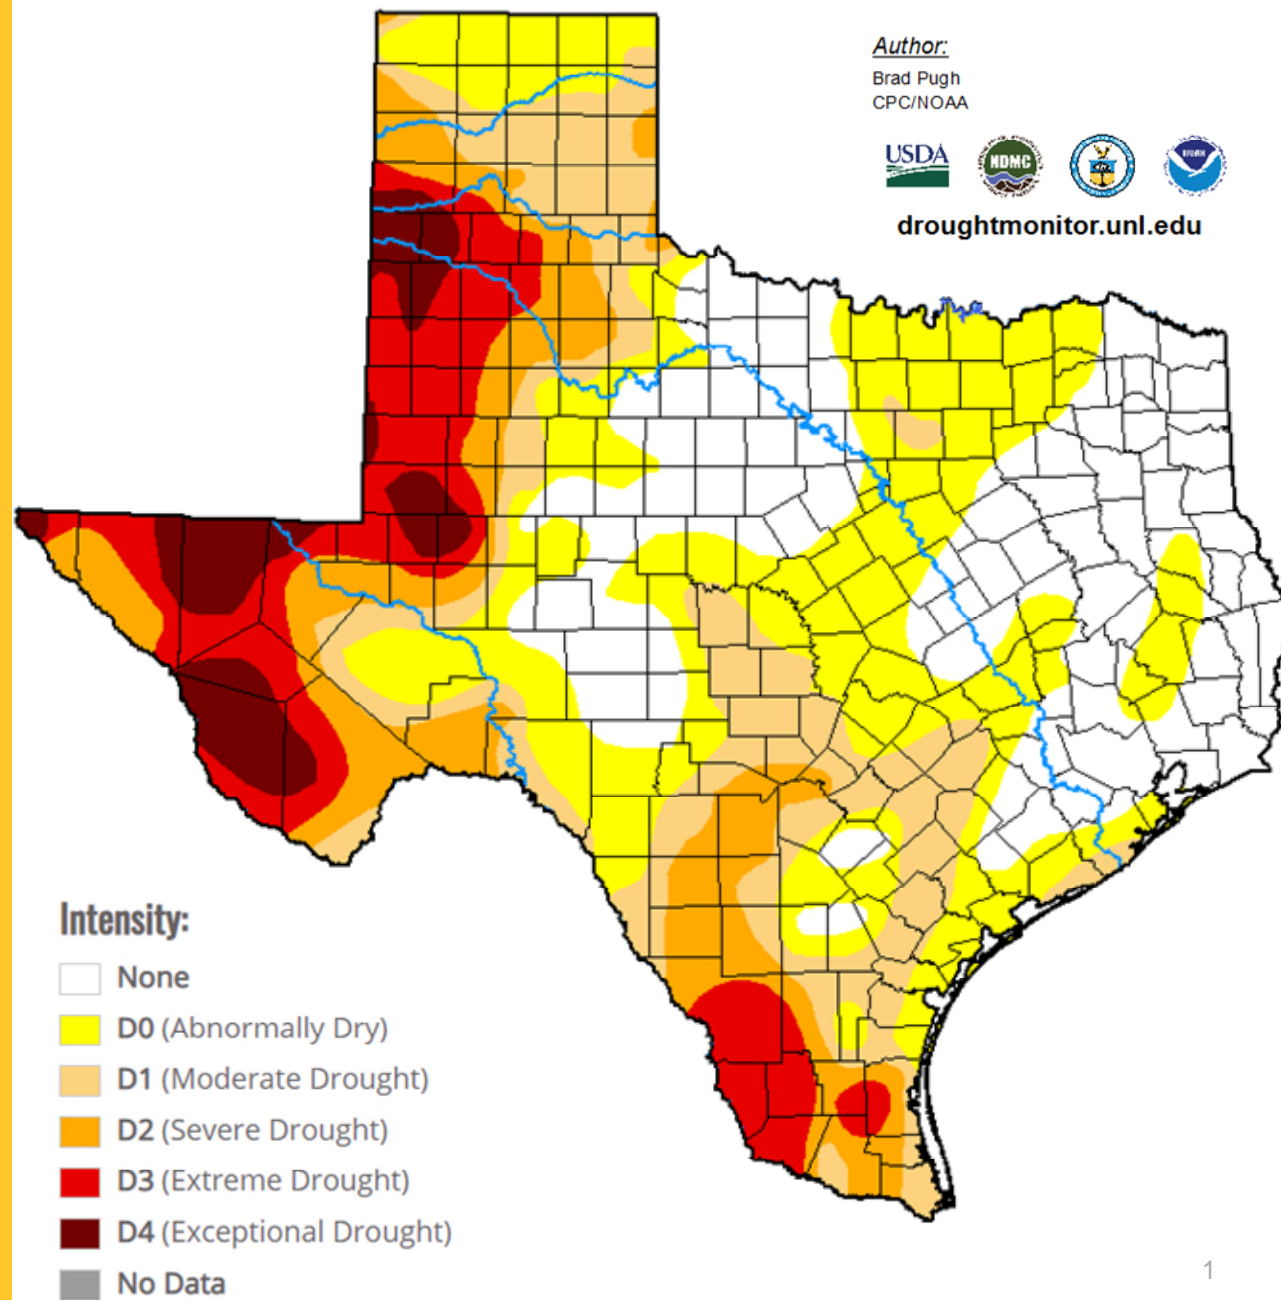 Author:
Brad Pugh
CPC/NOAA
USDA
NDMC
NOAA
droughtmonitor.unl.edu
Intensity:
None
D0 (Abnormally Dry)
D1 (Moderate Drought)
D2 (Severe Drought)
D3 (Extreme Drought)
D4 (Exceptional Drought)
No Data
1